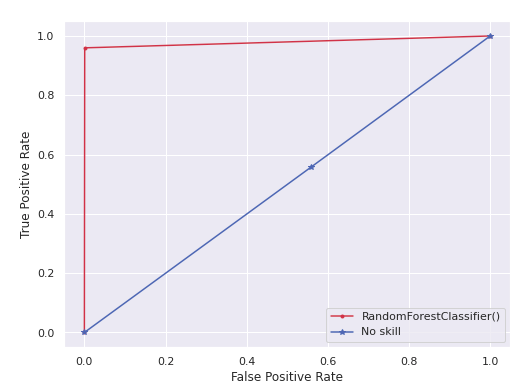 1.0
0.8
0.6
0.4
0.2
0.0
True Positive Rate
RandomForestClassifier()
No skill
0.0 0.2 0.4 0.6 0.8 1.0
False Positive Rate